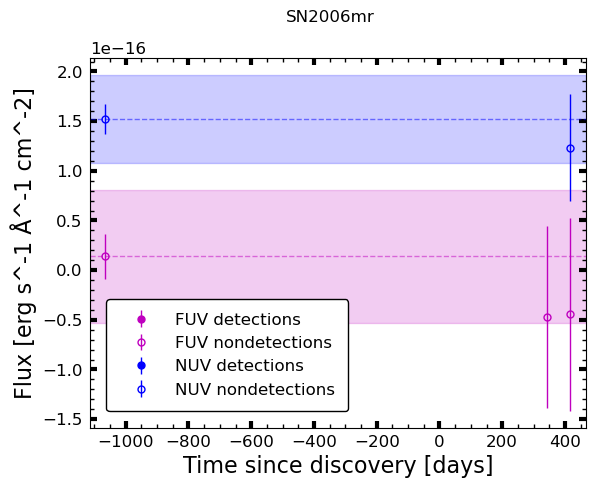 SN2006mr
1e−16
2.0
1.5
1.0
0.5
0.0
−0.5
−1.0
−1.5
Flux [erg s^-1 Å^-1 cm^-2]
FUV detections
FUV nondetections
NUV detections
NUV nondetections
−1000 −800 −600 −400 −200 0 200 400
Time since discovery [days]